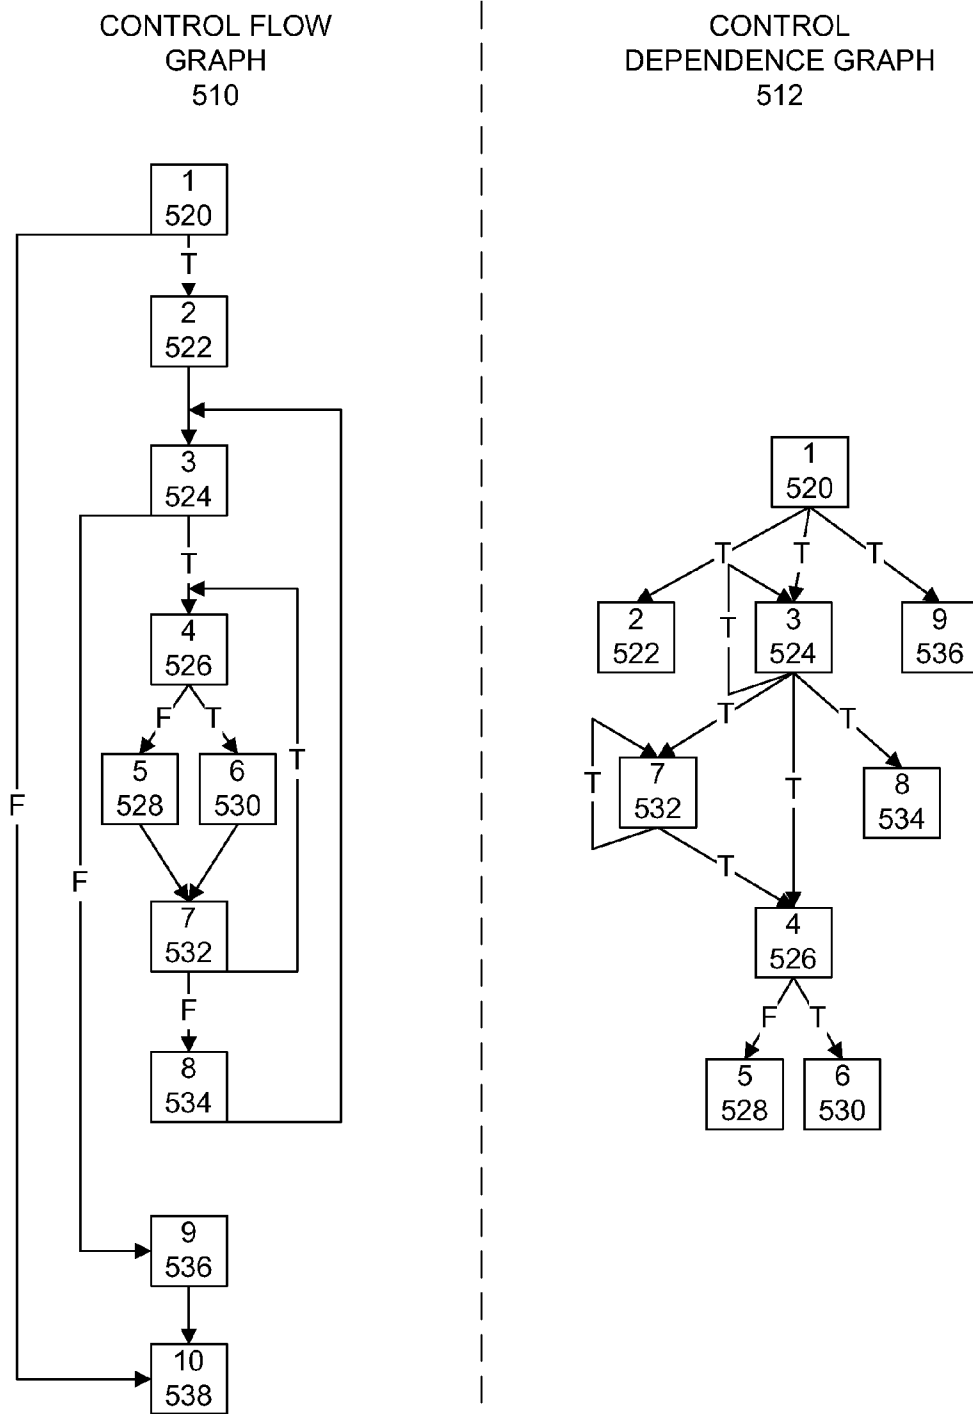 CONTROL FLOW
GRAPH
510
1
520
T
2
522
3
524
T
4
526
F T
5
528
6
530
T
F
F
7
532
F
8
534
9
536
10
538
CONTROL
DEPENDENCE GRAPH
512
1
520
T T T
2
522
3
524
9
536
T
T T
7
532
8
534
T
T
T
4
526
F T
5
528
6
530